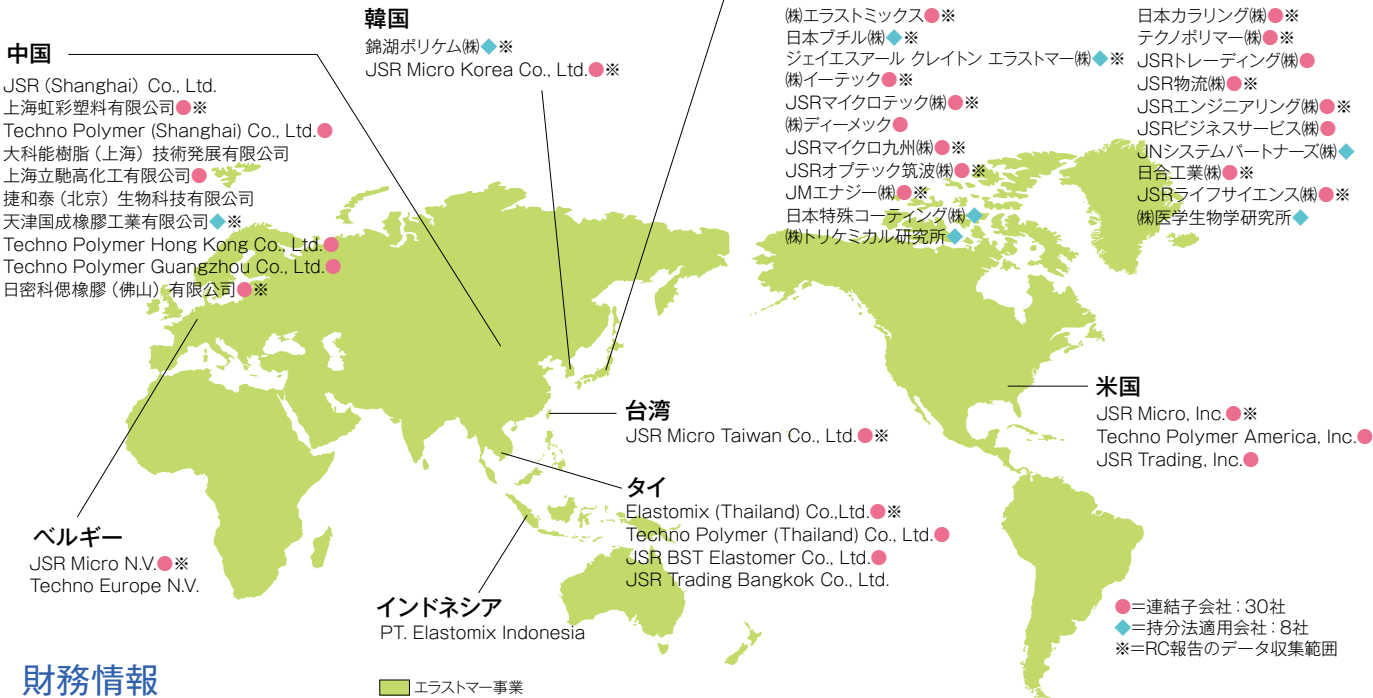 中国
JSR (Shanghai) Co., Ltd.
上海虹彩塑料有限公司●※
Techno Polymer (Shanghai) Co., Ltd.●
大科能樹脂（上海）技術発展有限公司
上海立馳高化工有限公司●
捷和泰（北京）生物科技有限公司
天津国成橡膠工業有限公司◆※
Techno Polymer Hong Kong Co., Ltd.●
Techno Polymer Guangzhou Co., Ltd.●
日密科偲橡膠（佛山）有限公司●※
韓国
錦湖ポリケム㈱◆※
JSR Micro Korea Co., Ltd.●※
㈱エラストミックス●※
日本ブチル㈱◆※
ジェイエスアール クレイトン エラストマー㈱◆※
㈱イーテック●※
JSRマイクロテック㈱●※
㈱ディーメック●
JSRマイクロ九州㈱●※
JSRオプテック筑波㈱●※
JMエナジー㈱●※
日本特殊コーティング㈱◆
㈱トリケミカル研究所◆
日本カラリング㈱●※
テクノポリマー㈱●※
JSRトレーディング㈱●
JSR物流㈱●※
JSRエンジニアリング㈱●※
JSRビジネスサービス㈱●
JNシステムパートナーズ㈱◆
日合工業㈱●※
JSRライフサイエンス㈱●※
㈱医学生物学研究所◆
台湾
JSR Micro Taiwan Co., Ltd.●※
タイ
Elastomix (Thailand) Co.,Ltd.●※
Techno Polymer (Thailand) Co., Ltd.●
JSR BST Elastomer Co., Ltd.●
JSR Trading Bangkok Co., Ltd.
米国
JSR Micro, Inc.●※
Techno Polymer America, Inc.●
JSR Trading, Inc.●
ベルギー
JSR Micro N.V.●※
Techno Europe N.V.
インドネシア
PT. Elastomix Indonesia
●=連結子会社：30社
◆=持分法適用会社：8社
※=RC報告のデータ収集範囲
財務情報
エラストマー事業